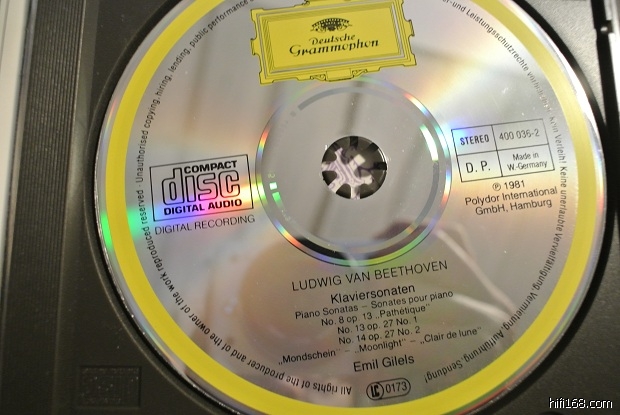 Deutsche
Grammophon
COMPACT
disc
DIGITAL AUDIO
DIGITAL RECORDING
STEREO 400 036-2
D.P. Made in
W.-Germany
℗ 1981
Polydor International
GmbH, Hamburg
LUDWIG VAN BEETHOVEN
Klaviersonaten
Piano Sonatas – Sonates pour piano
No. 8 op. 13 „Pathétique"
No. 13 op. 27 No. 1
No. 14 op. 27 No. 2
„Mondschein" – „Moonlight" – „Clair de lune"
Emil Gilels
LC 0173
All rights of the producer and of the owner of the work reproduced reserved · Unauthorised copying, hiring, lending, public performance
-und Leistungsschutzrechte Kein Verleih! Keine unerlaubte Vervielfältigung, Vermietung, Aufführung, Sendung!
hifi168.com